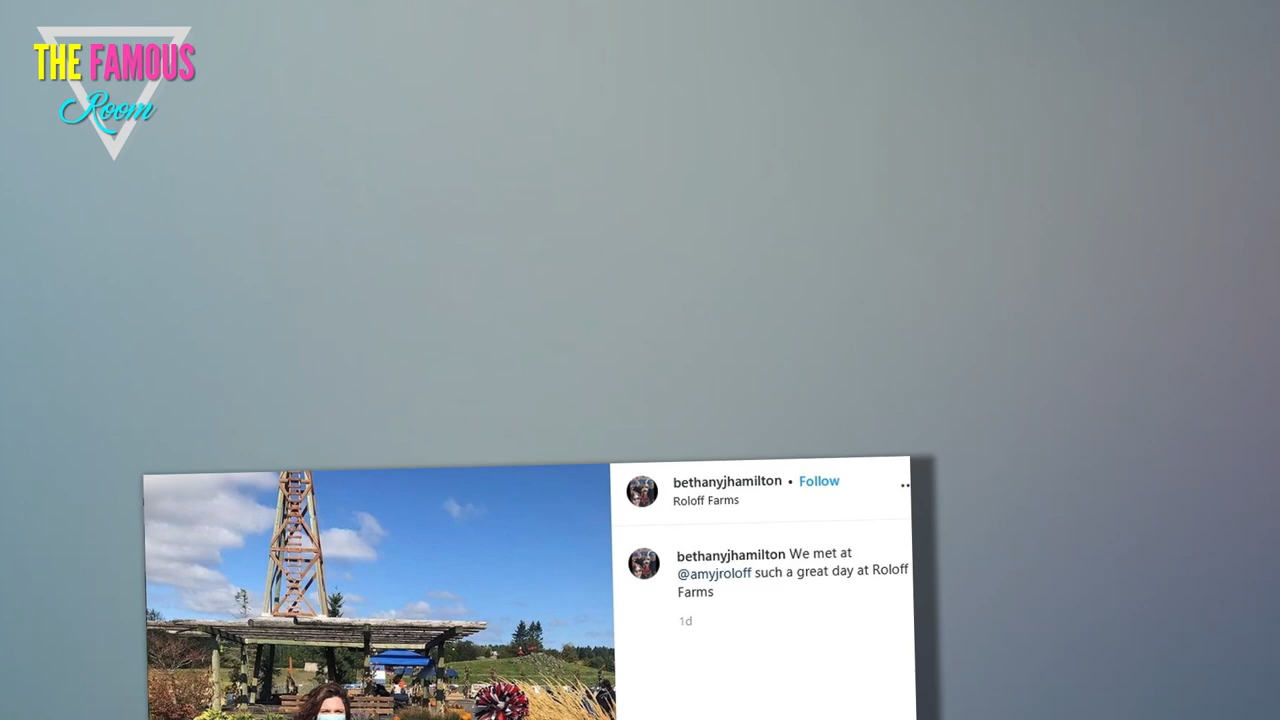 THE FAMOUS
Room
bethanyjhamilton • Follow
Roloff Farms
bethanyjhamilton We met at
@amyjroloff such a great day at Roloff
Farms
1d